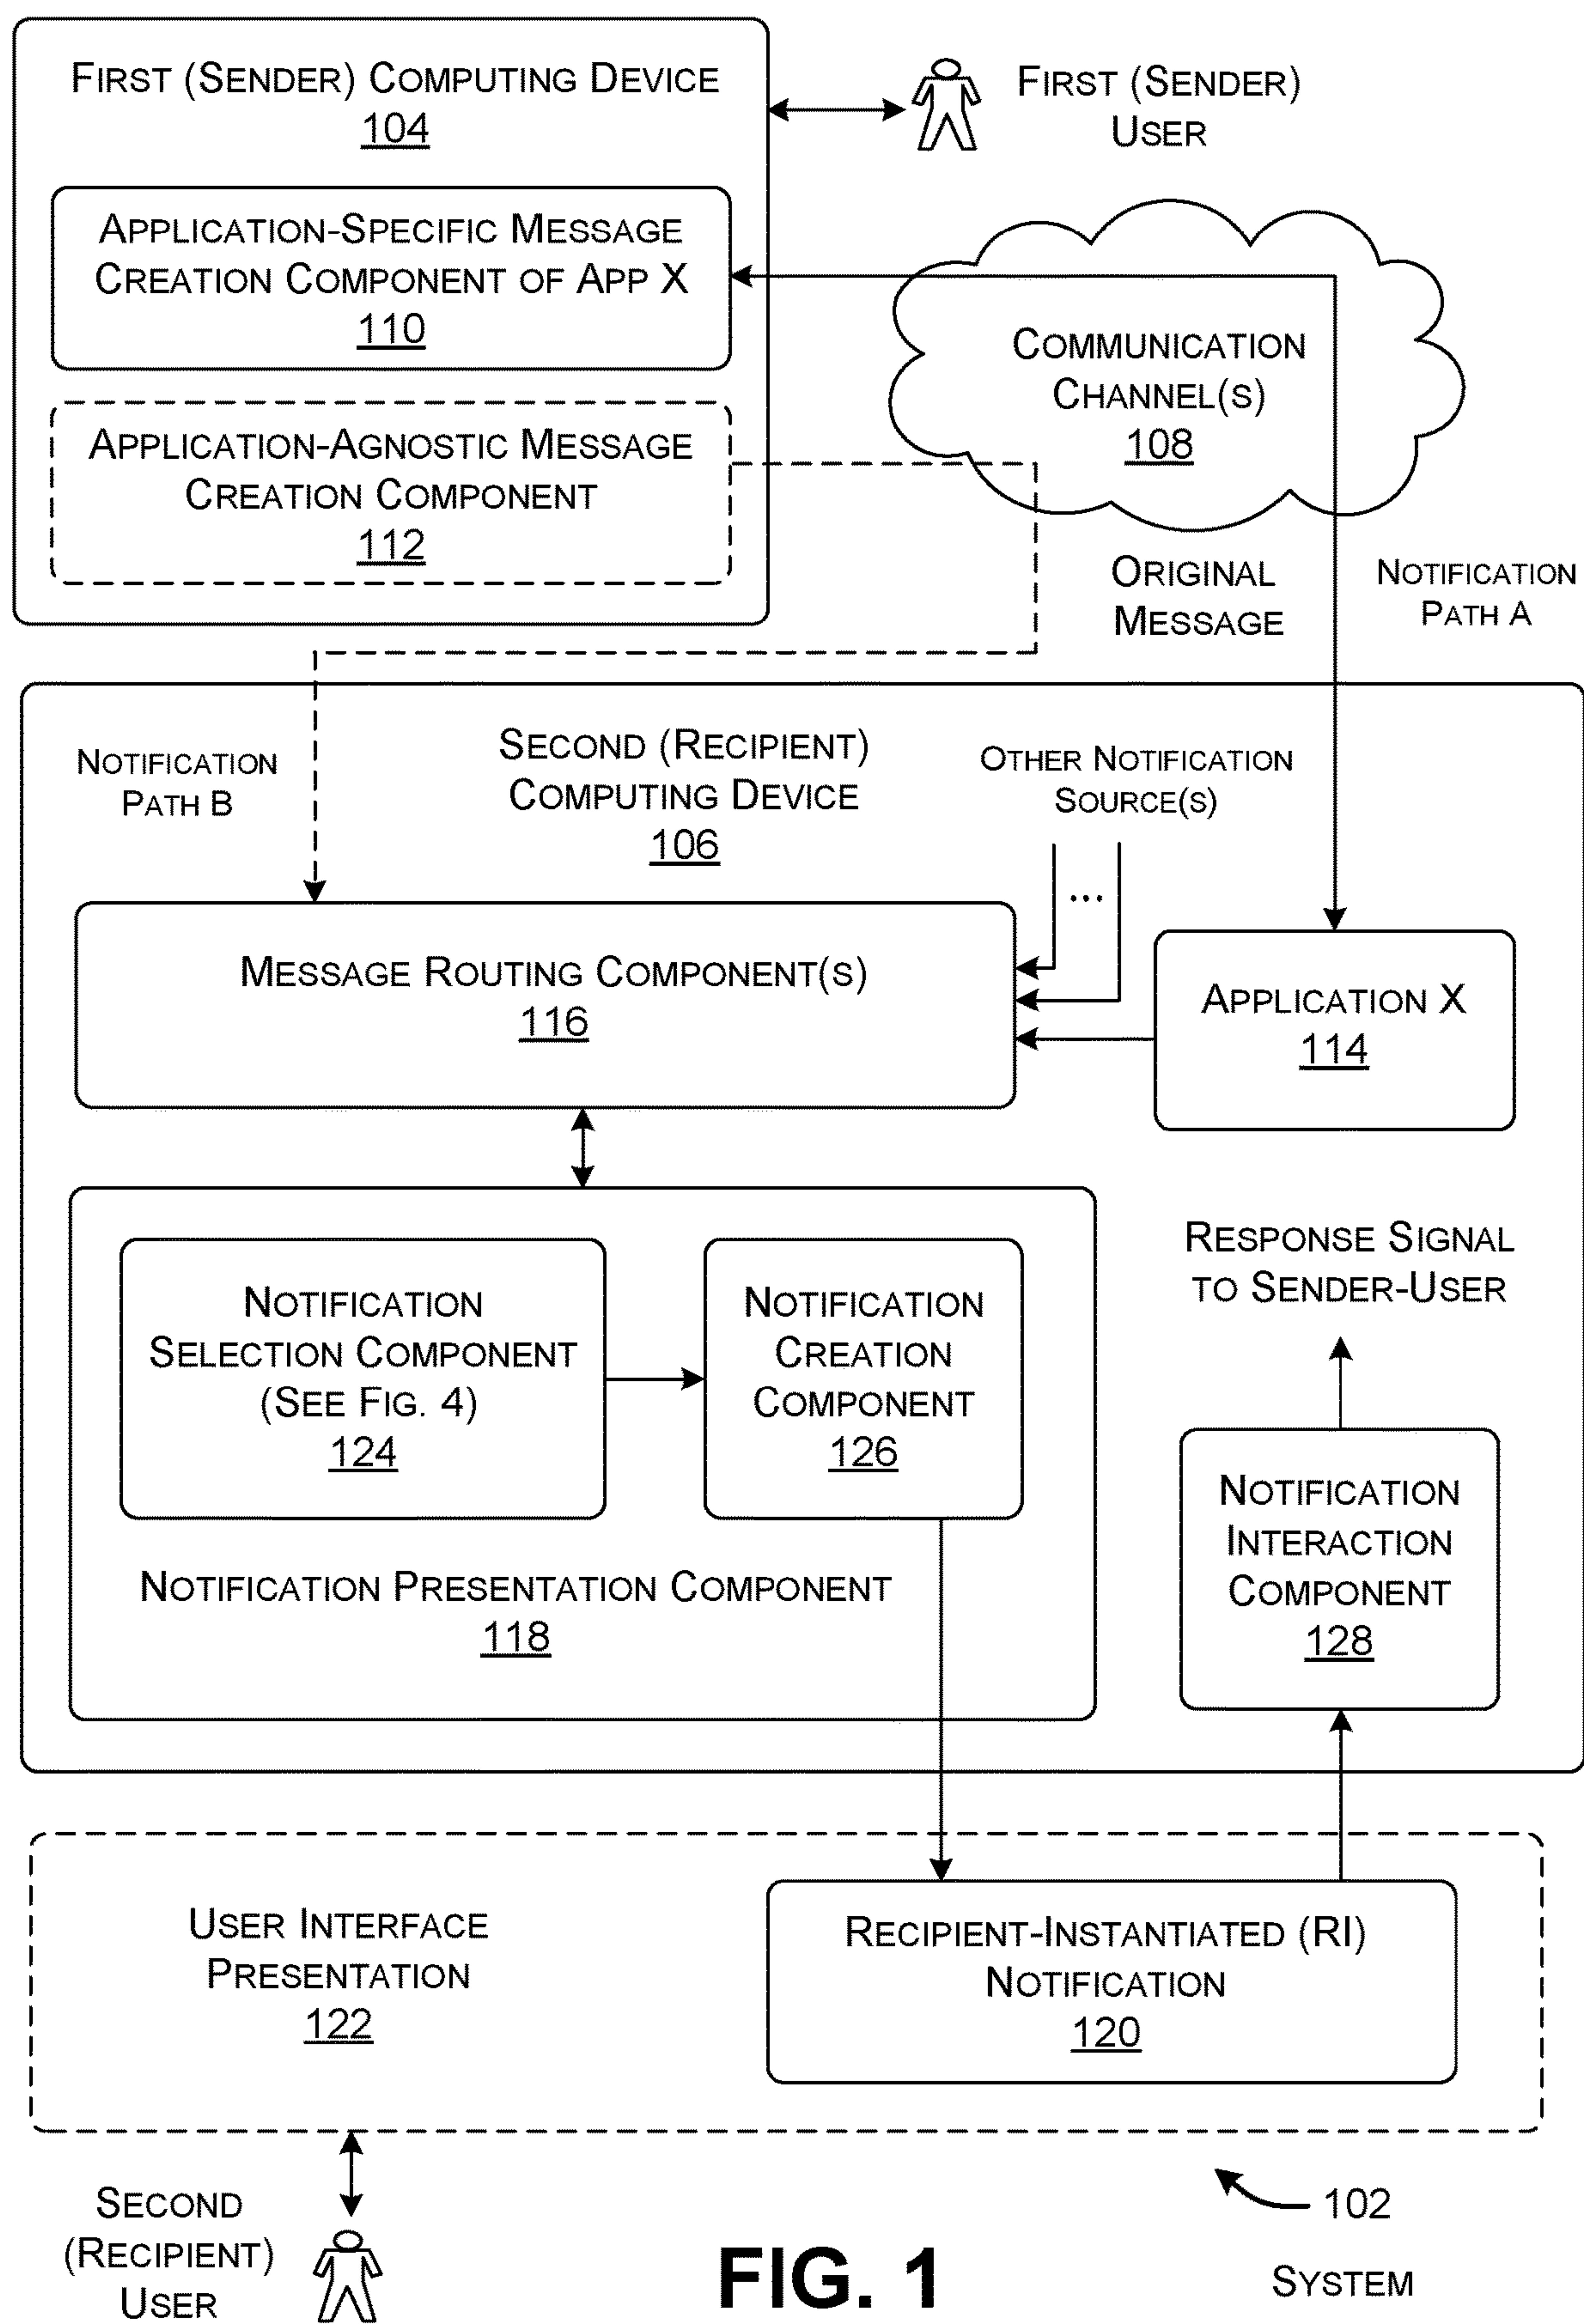 FIRST (SENDER) COMPUTING DEVICE
104
FIRST (SENDER)
USER
APPLICATION-SPECIFIC MESSAGE
CREATION COMPONENT OF APP X
110
COMMUNICATION
CHANNEL(S)
108
APPLICATION-AGNOSTIC MESSAGE
CREATION COMPONENT
112
ORIGINAL
MESSAGE
NOTIFICATION
PATH A
NOTIFICATION
PATH B
SECOND (RECIPIENT)
COMPUTING DEVICE
106
OTHER NOTIFICATION
SOURCE(S)
...
MESSAGE ROUTING COMPONENT(S)
116
APPLICATION X
114
NOTIFICATION
SELECTION COMPONENT
(SEE FIG. 4)
124
NOTIFICATION
CREATION
COMPONENT
126
RESPONSE SIGNAL
TO SENDER-USER
NOTIFICATION PRESENTATION COMPONENT
118
NOTIFICATION
INTERACTION
COMPONENT
128
USER INTERFACE
PRESENTATION
122
RECIPIENT-INSTANTIATED (RI)
NOTIFICATION
120
SECOND
(RECIPIENT)
USER
FIG. 1
102
SYSTEM